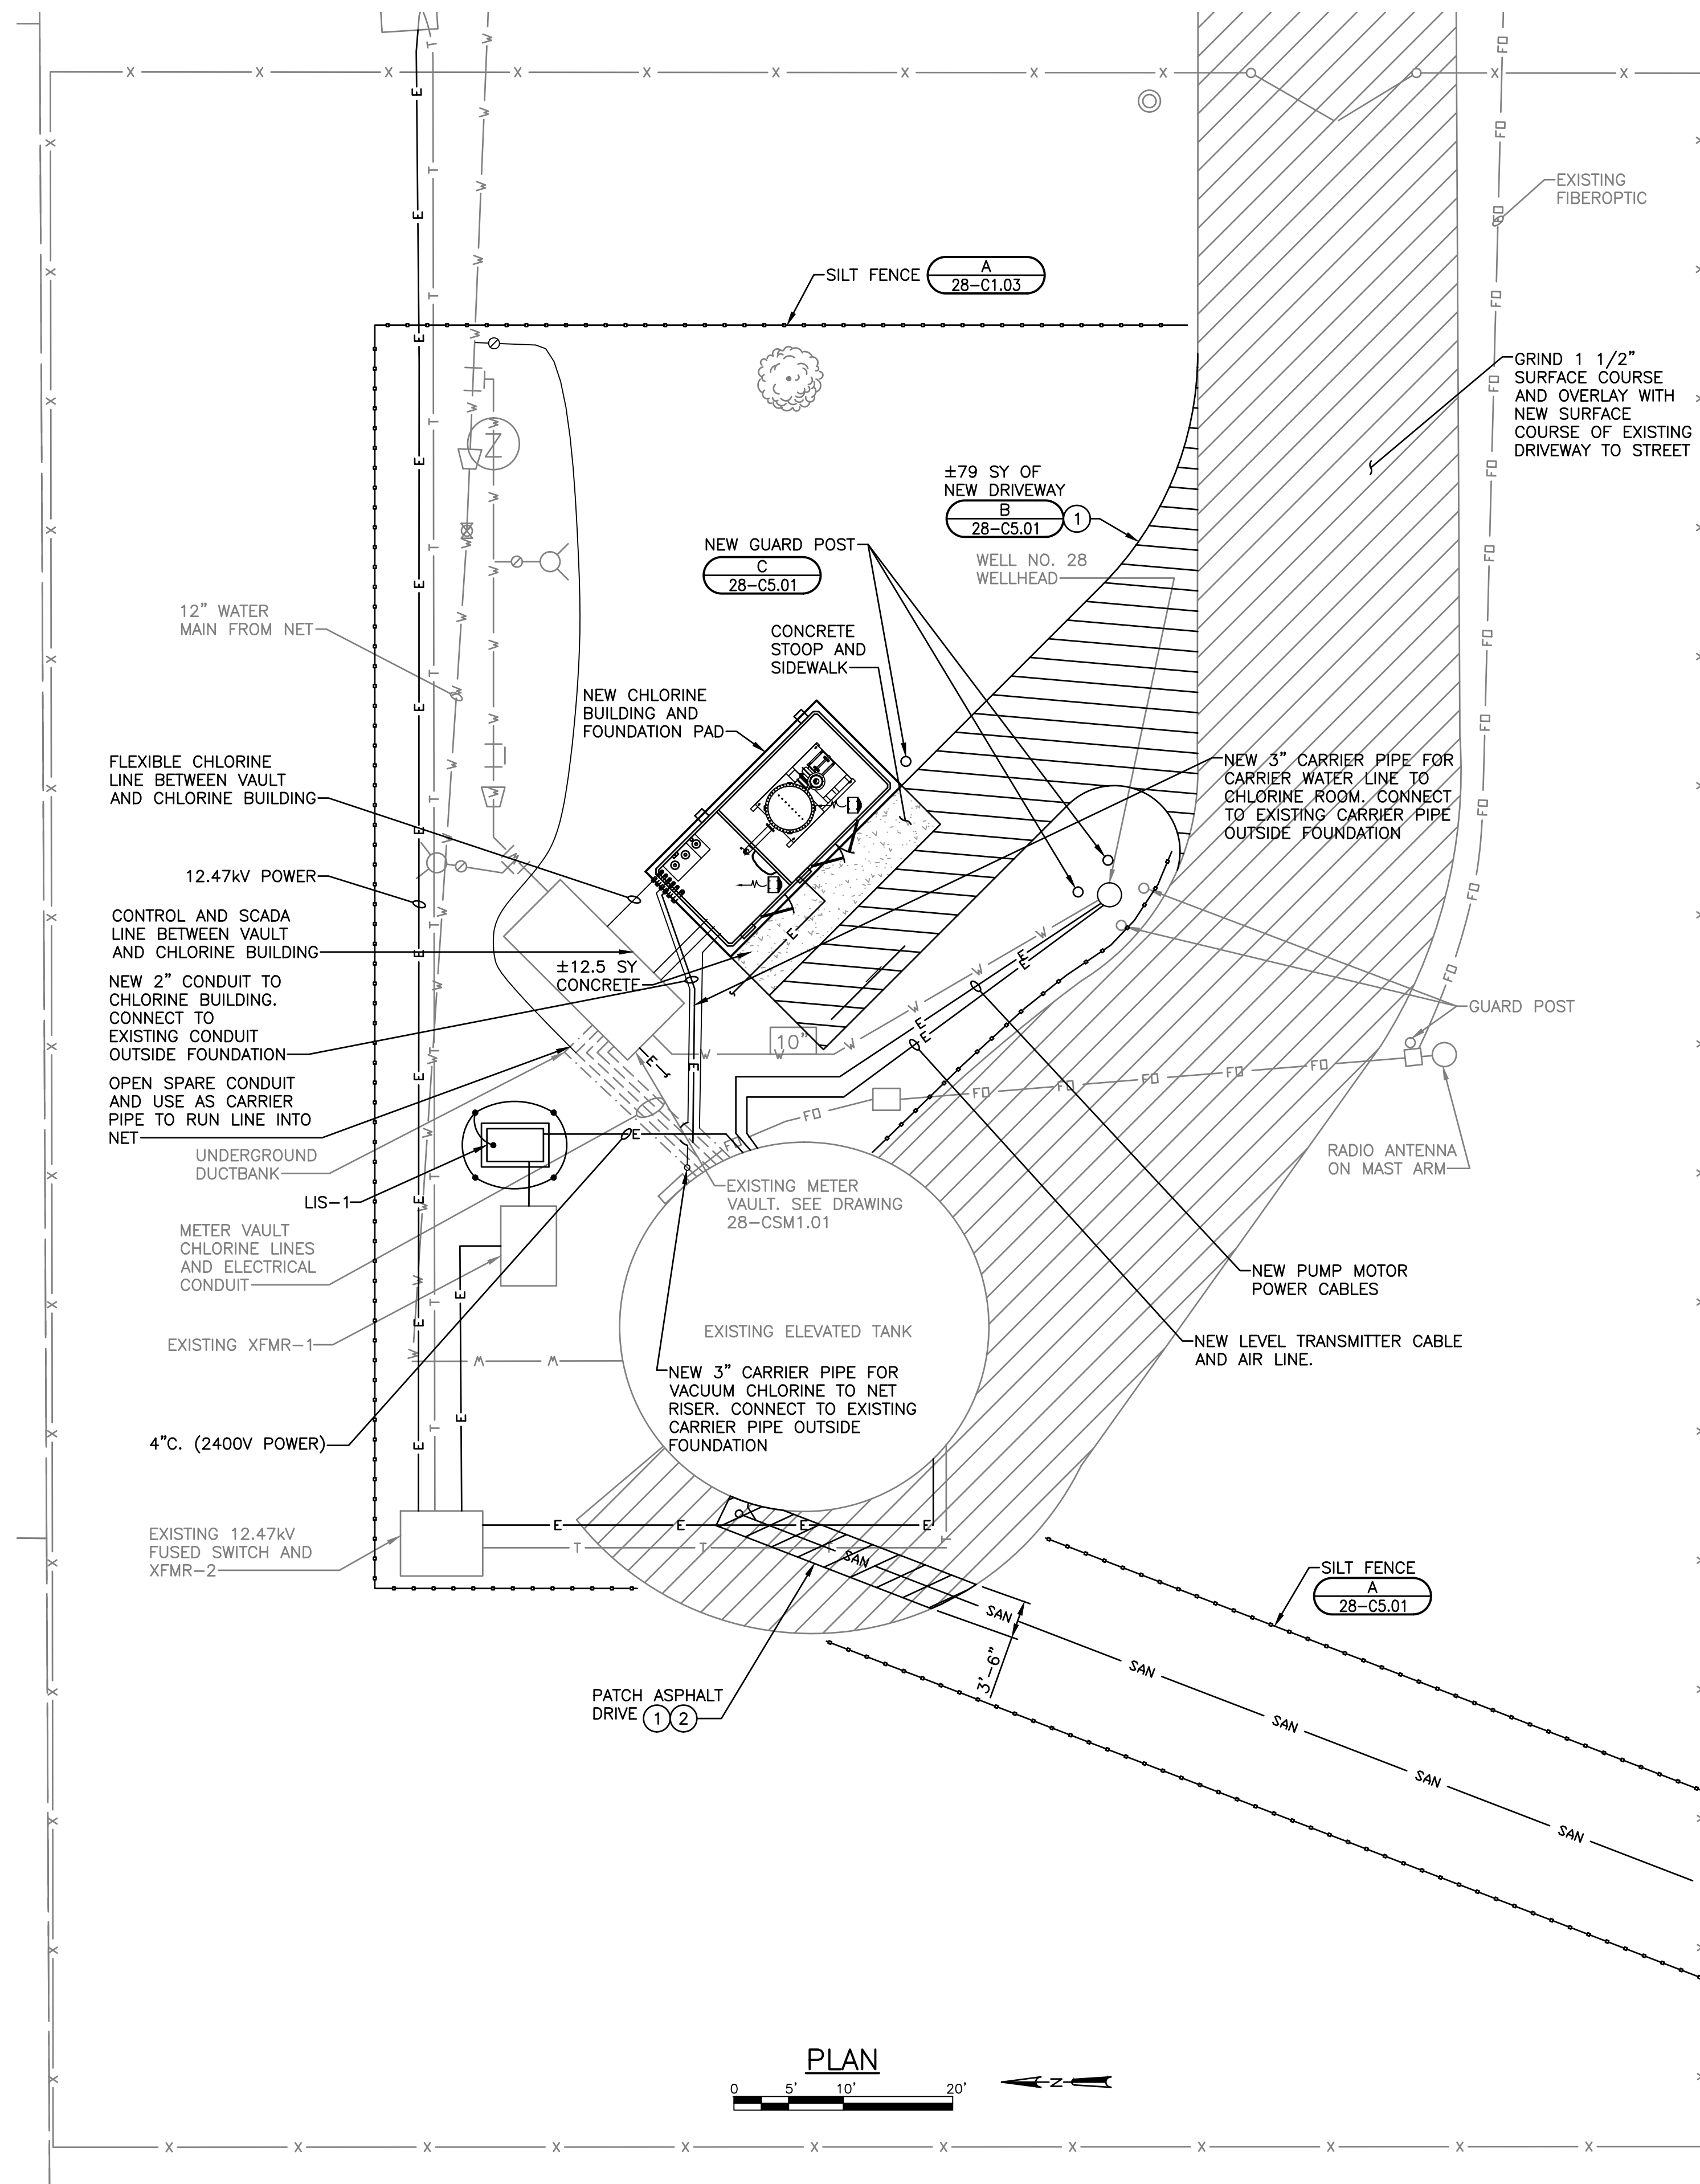 EXISTING
FIBEROPTIC
SILT FENCE
A
28-C1.03
GRIND 1 1/2"
SURFACE COURSE
AND OVERLAY WITH
NEW SURFACE
COURSE OF EXISTING
DRIVEWAY TO STREET
±79 SY OF
NEW DRIVEWAY
B
28-C5.01
1
NEW GUARD POST
C
28-C5.01
WELL NO. 28
WELLHEAD
12" WATER
MAIN FROM NET
CONCRETE
STOOP AND
SIDEWALK
NEW CHLORINE
BUILDING AND
FOUNDATION PAD
FLEXIBLE CHLORINE
LINE BETWEEN VAULT
AND CHLORINE BUILDING
NEW 3" CARRIER PIPE FOR
CARRIER WATER LINE TO
CHLORINE ROOM. CONNECT
TO EXISTING CARRIER PIPE
OUTSIDE FOUNDATION
12.47kV POWER
CONTROL AND SCADA
LINE BETWEEN VAULT
AND CHLORINE BUILDING
±12.5 SY
CONCRETE
NEW 2" CONDUIT TO
CHLORINE BUILDING.
CONNECT TO
EXISTING CONDUIT
OUTSIDE FOUNDATION
GUARD POST
10"
OPEN SPARE CONDUIT
AND USE AS CARRIER
PIPE TO RUN LINE INTO
NET
UNDERGROUND
DUCTBANK
RADIO ANTENNA
ON MAST ARM
LIS-1
EXISTING METER
VAULT. SEE DRAWING
28-CSM1.01
METER VAULT
CHLORINE LINES
AND ELECTRICAL
CONDUIT
NEW PUMP MOTOR
POWER CABLES
EXISTING XFMR-1
EXISTING ELEVATED TANK
NEW LEVEL TRANSMITTER CABLE
AND AIR LINE.
NEW 3" CARRIER PIPE FOR
VACUUM CHLORINE TO NET
RISER. CONNECT TO EXISTING
CARRIER PIPE OUTSIDE
FOUNDATION
4"C. (2400V POWER)
EXISTING 12.47kV
FUSED SWITCH AND
XFMR-2
SAN
SILT FENCE
A
28-C5.01
SAN
3'-6"
SAN
PATCH ASPHALT
DRIVE 1 2
SAN
SAN
SAN
PLAN
0 5' 10' 20'
N